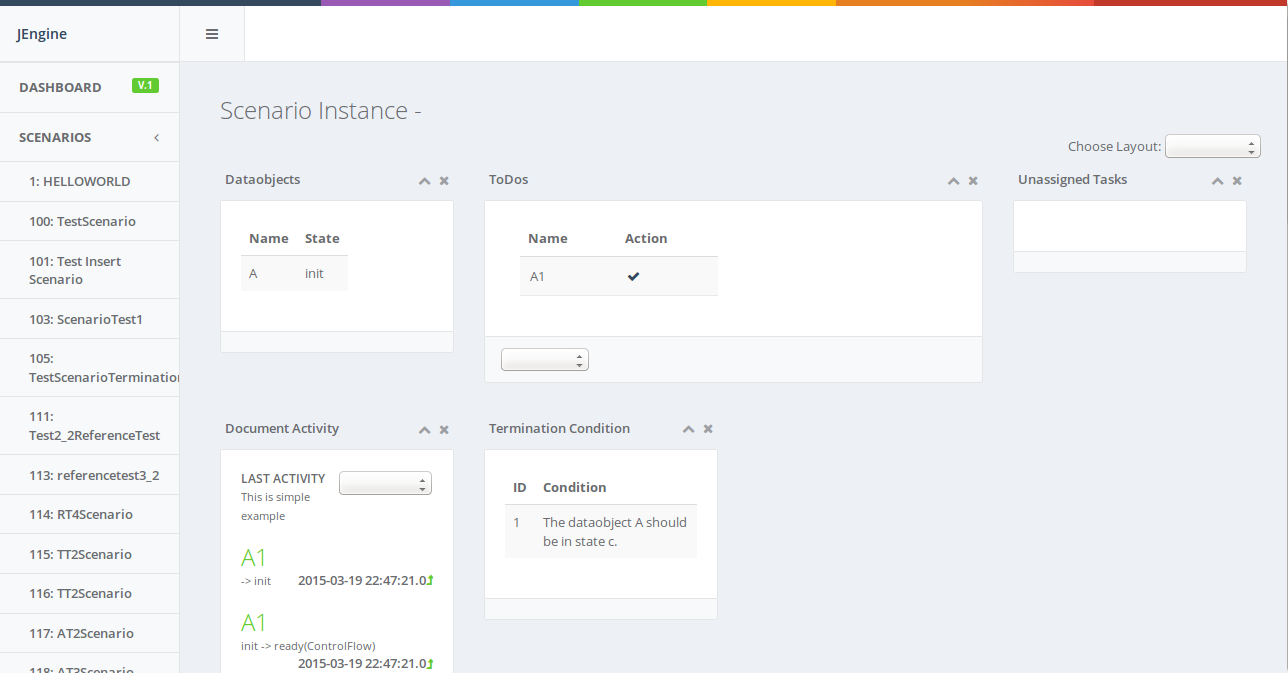 JEngine
DASHBOARD V.1
SCENARIOS
1: HELLOWORLD
100: TestScenario
101: Test Insert
Scenario
103: ScenarioTest1
105:
TestScenarioTermination
111:
Test2_2ReferenceTest
113: referencetest3_2
114: RT4Scenario
115: TT2Scenario
116: TT2Scenario
117: AT2Scenario
118: AT3Scenario
Scenario Instance -
Choose Layout:
Dataobjects
Name State
A init
ToDos
Name Action
A1
Unassigned Tasks
Document Activity
LAST ACTIVITY
This is simple
example
A1
-> init 2015-03-19 22:47:21.0
A1
init -> ready(ControlFlow)
2015-03-19 22:47:21.0
Termination Condition
ID Condition
1 The dataobject A should
be in state c.